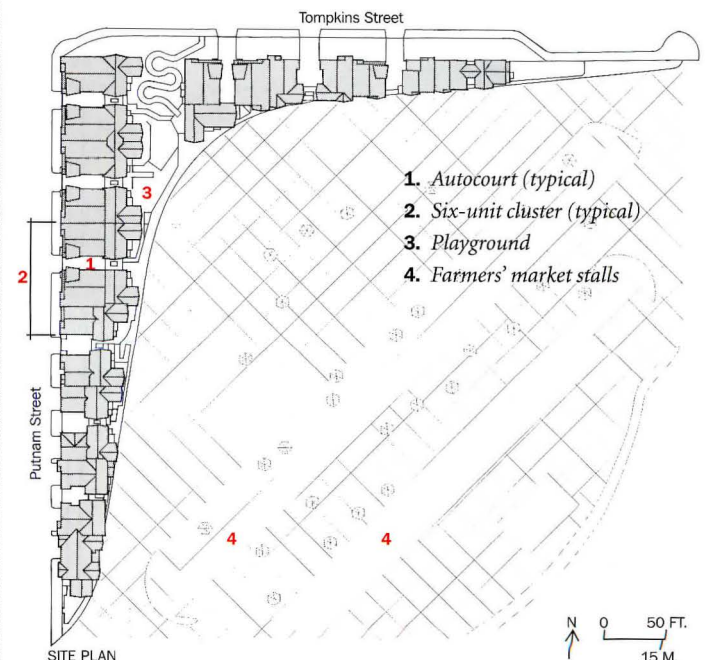 Tompkins Street
1. Autocourt (typical)
2. Six-unit cluster (typical)
3. Playground
4. Farmers' market stalls
3
1
2
Putnam Street
4 4
N 0 50 FT.
15 M
SITE PLAN